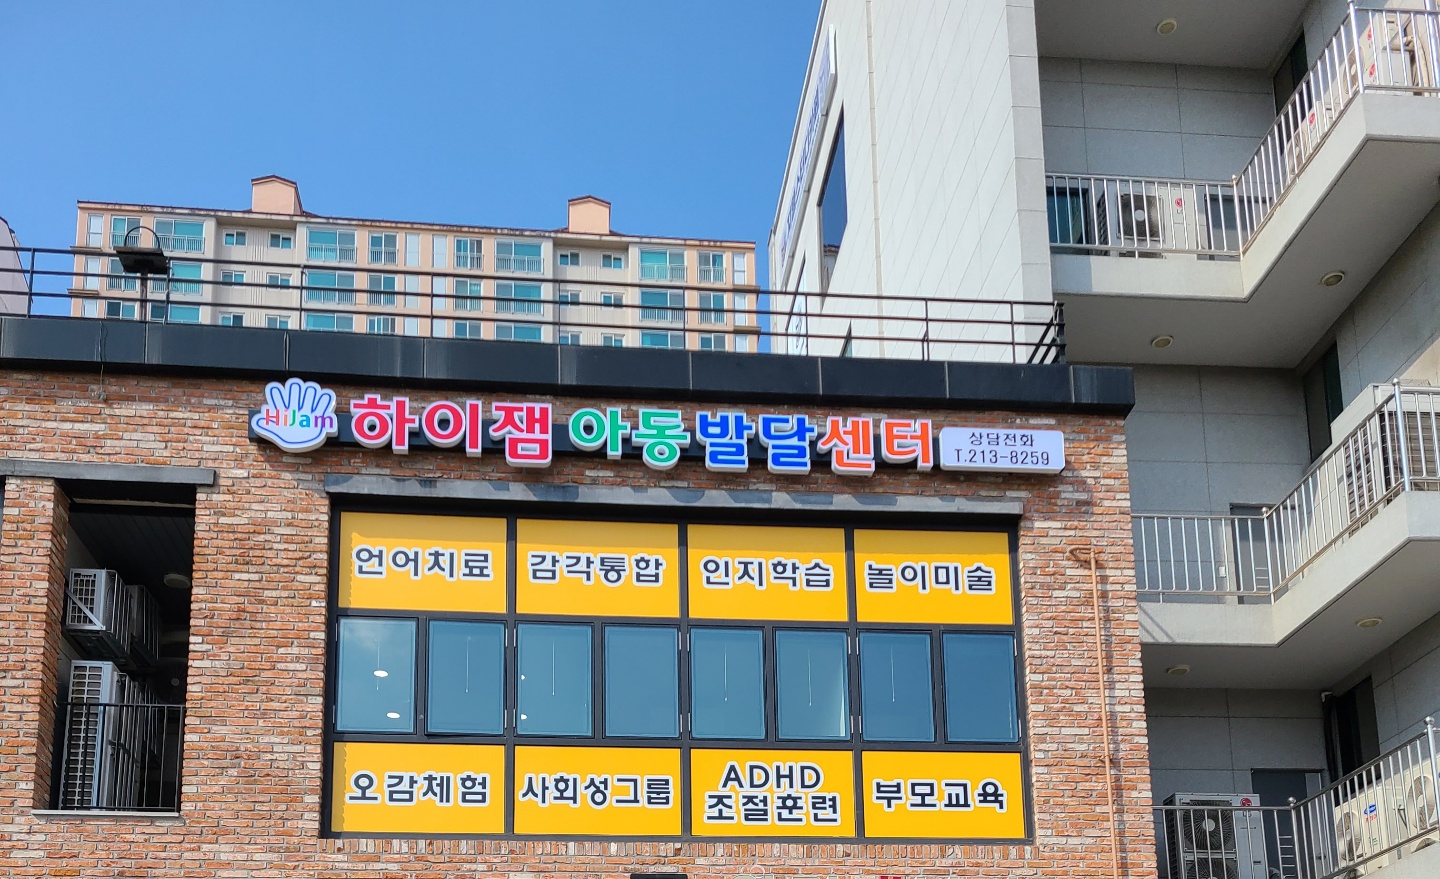 HiJam
하이잼 아동발달센터
상담전화
T.213-8259
언어치료
감각통합
인지학습
놀이미술
오감체험
사회성그룹
ADHD
조절훈련
부모교육